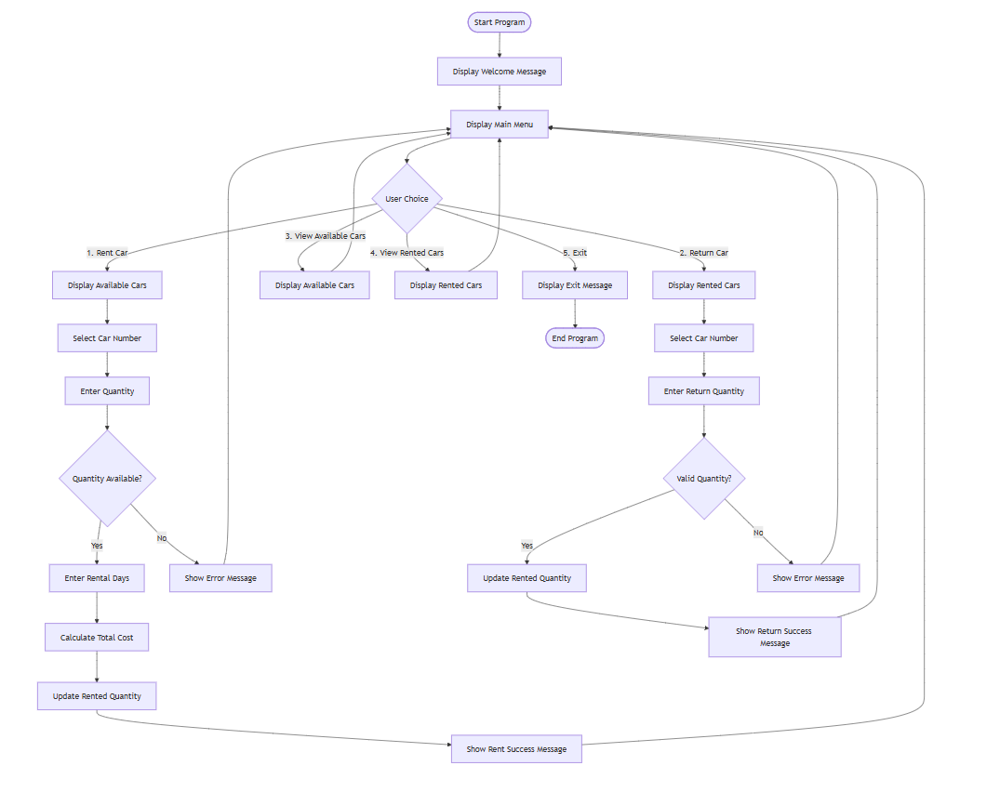 Start Program
Display Welcome Message
Display Main Menu
User Choice
3. View Available Cars
1. Rent Car
4. View Rented Cars
5. Exit
2. Return Car
Display Available Cars
Display Available Cars
Display Rented Cars
Display Exit Message
Display Rented Cars
Select Car Number
End Program
Select Car Number
Enter Quantity
Enter Return Quantity
Quantity Available?
Valid Quantity?
Yes
No
Yes
No
Enter Rental Days
Show Error Message
Update Rented Quantity
Show Error Message
Calculate Total Cost
Show Return Success
Message
Update Rented Quantity
Show Rent Success Message